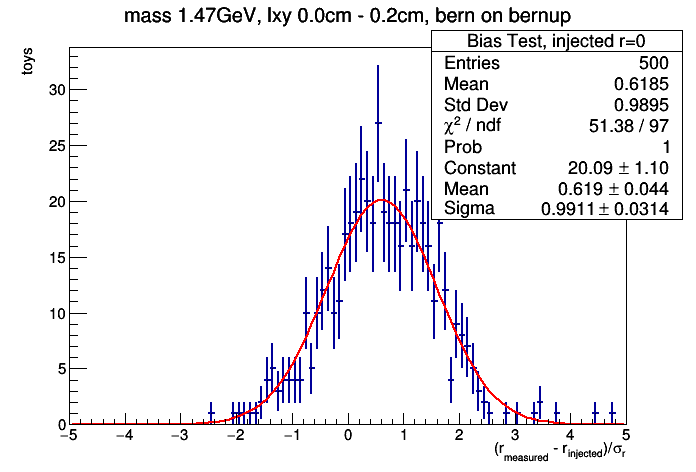 mass 1.47GeV, lxy 0.0cm - 0.2cm, bern on bernup
Bias Test, injected r=0
Entries 500
Mean 0.6185
Std Dev 0.9895
χ² / ndf 51.38 / 97
Prob 1
Constant 20.09 ± 1.10
Mean 0.619 ± 0.044
Sigma 0.9911 ± 0.0314
toys
30
25
20
15
10
5
0
−5 −4 −3 −2 −1 0 1 2 3 4 5
(r_measured - r_injected)/σ_r